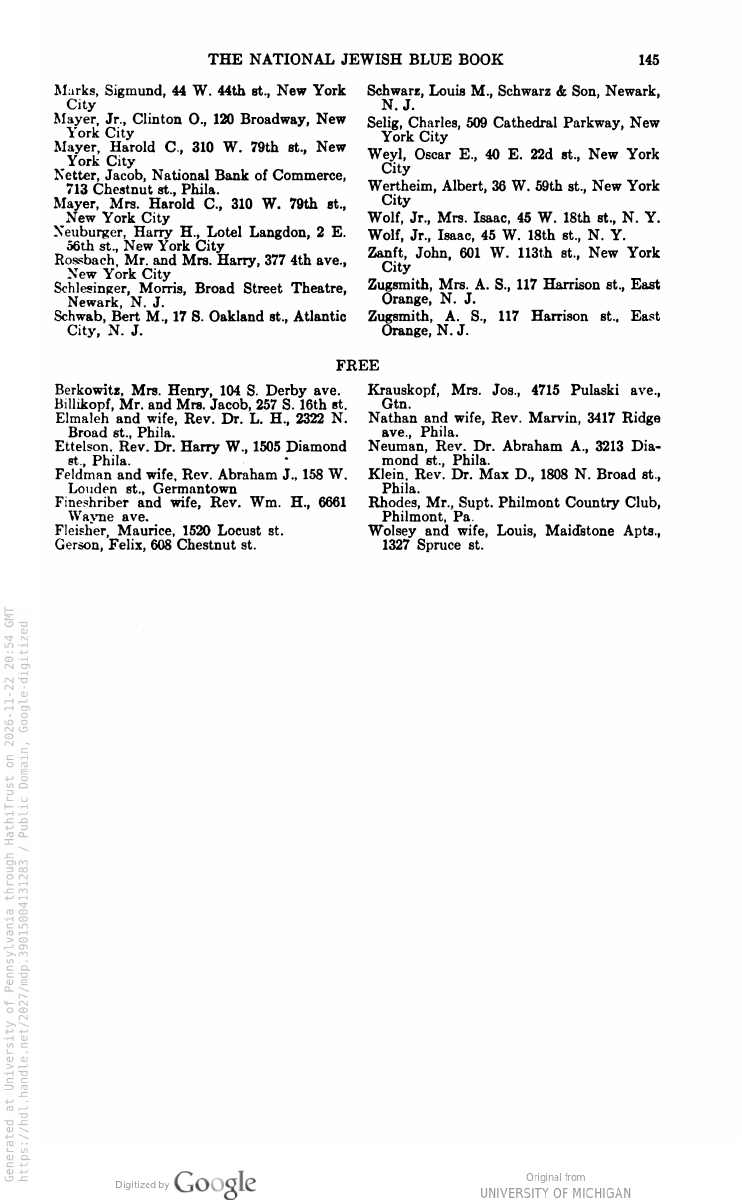 THE NATIONAL JEWISH BLUE BOOK 145
Marks, Sigmund, 44 W. 44th st., New York
City
Mayer, Jr., Clinton O., 120 Broadway, New
York City
Mayer, Harold C., 310 W. 79th st., New
York City
Netter, Jacob, National Bank of Commerce,
713 Chestnut st., Phila.
Mayer, Mrs. Harold C., 310 W. 79th st.,
New York City
Neuburger, Harry H., Lotel Langdon, 2 E.
56th st., New York City
Rossbach, Mr. and Mrs. Harry, 377 4th ave.,
New York City
Schlesinger, Morris, Broad Street Theatre,
Newark, N. J.
Schwab, Bert M., 17 S. Oakland st., Atlantic
City, N. J.
Schwarz, Louis M., Schwarz & Son, Newark,
N. J.
Selig, Charles, 509 Cathedral Parkway, New
York City
Weyl, Oscar E., 40 E. 22d st., New York
City
Wertheim, Albert, 36 W. 59th st., New York
City
Wolf, Jr., Mrs. Isaac, 45 W. 18th st., N. Y.
Wolf, Jr., Isaac, 45 W. 18th st., N. Y.
Zanft, John, 601 W. 113th st., New York
City
Zugsmith, Mrs. A. S., 117 Harrison st., East
Orange, N. J.
Zugsmith, A. S., 117 Harrison st., East
Orange, N. J.
FREE
Berkowitz, Mrs. Henry, 104 S. Derby ave.
Billikopf, Mr. and Mrs. Jacob, 257 S. 16th st.
Elmaleh and wife, Rev. Dr. L. H., 2322 N.
Broad st., Phila.
Ettelson, Rev. Dr. Harry W., 1505 Diamond
st., Phila.
Feldman and wife, Rev. Abraham J., 158 W.
Louden st., Germantown
Fineshriber and wife, Rev. Wm. H., 6661
Wayne ave.
Fleisher, Maurice, 1520 Locust st.
Gerson, Felix, 608 Chestnut st.
Krauskopf, Mrs. Jos., 4715 Pulaski ave.,
Gtn.
Nathan and wife, Rev. Marvin, 3417 Ridge
ave., Phila.
Neuman, Rev. Dr. Abraham A., 3213 Dia-
mond st., Phila.
Klein, Rev. Dr. Max D., 1808 N. Broad st.,
Phila.
Rhodes, Mr., Supt. Philmont Country Club,
Philmont, Pa.
Wolsey and wife, Louis, Maidstone Apts.,
1327 Spruce st.
Generated at University of Pennsylvania through HathiTrust on 2026-11-22 20:54 GMT
https://hdl.handle.net/2027/mdp.39015004131283 / Public Domain, Google-digitized
Digitized by Google
Original from
UNIVERSITY OF MICHIGAN